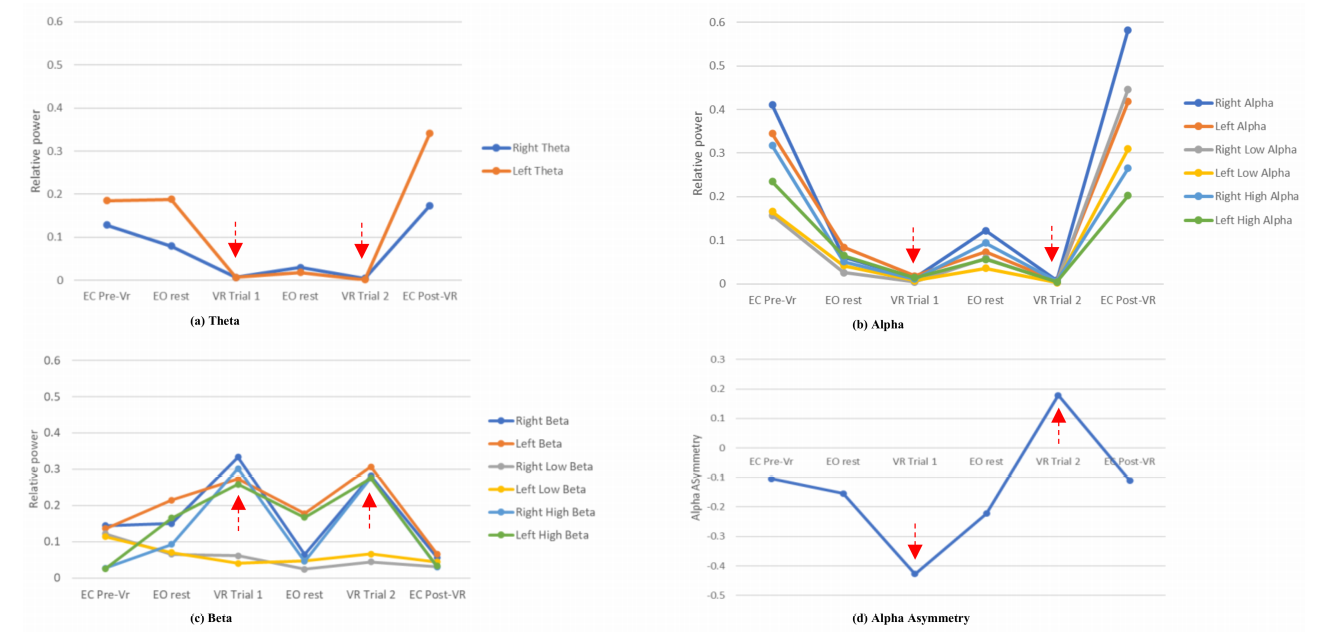 0.6
0.5
0.4
0.3
0.2
0.1
0
Relative power
EC Pre-Vr EO rest VR Trial 1 EO rest VR Trial 2 EC Post-VR
Right Theta
Left Theta
(a) Theta
0.6
0.5
0.4
0.3
0.2
0.1
0
Relative power
EC Pre-Vr EO rest VR Trial 1 EO rest VR Trial 2 EC Post-VR
Right Alpha
Left Alpha
Right Low Alpha
Left Low Alpha
Right High Alpha
Left High Alpha
(b) Alpha
0.6
0.5
0.4
0.3
0.2
0.1
0
Relative power
EC Pre-Vr EO rest VR Trial 1 EO rest VR Trial 2 EC Post-VR
Right Beta
Left Beta
Right Low Beta
Left Low Beta
Right High Beta
Left High Beta
(c) Beta
0.3
0.2
0.1
0
-0.1
-0.2
-0.3
-0.4
-0.5
Alpha ASymmetry
EC Pre-Vr EO rest VR Trial 1 EO rest VR Trial 2 EC Post-VR
(d) Alpha Asymmetry